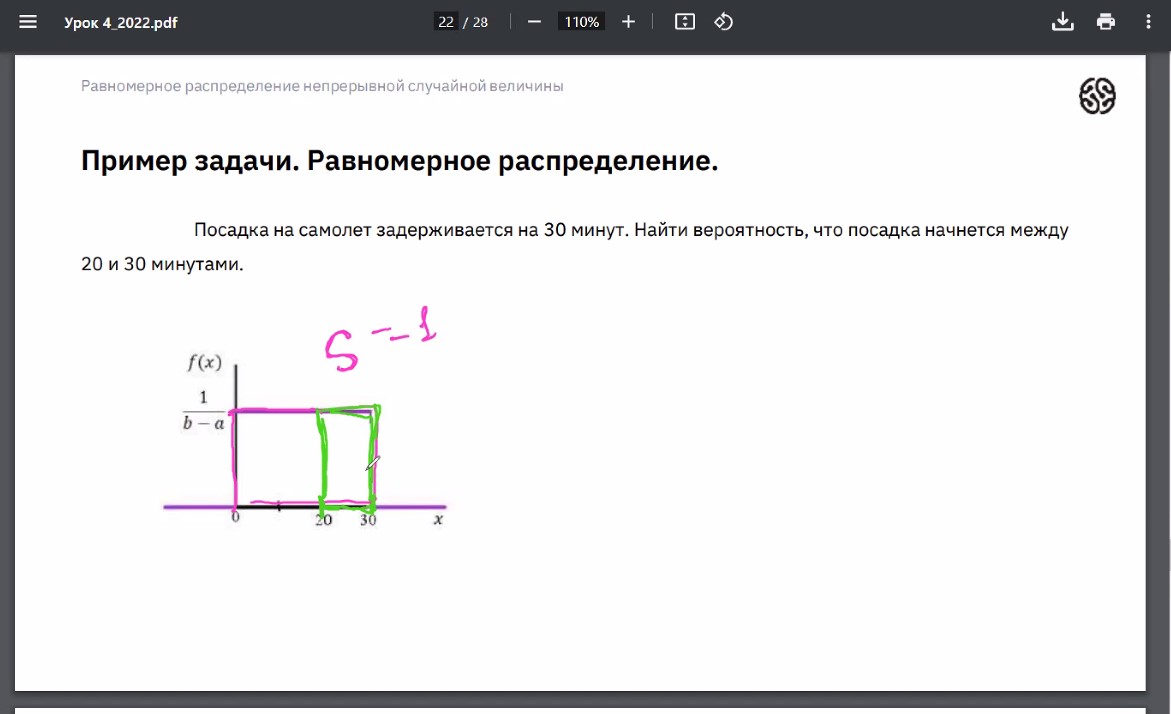 Урок 4_2022.pdf
22 / 28
110%
Равномерное распределение непрерывной случайной величины
Пример задачи. Равномерное распределение.
Посадка на самолет задерживается на 30 минут. Найти вероятность, что посадка начнется между
20 и 30 минутами.
S = 1
f(x)
1
b − a
0 20 30 x